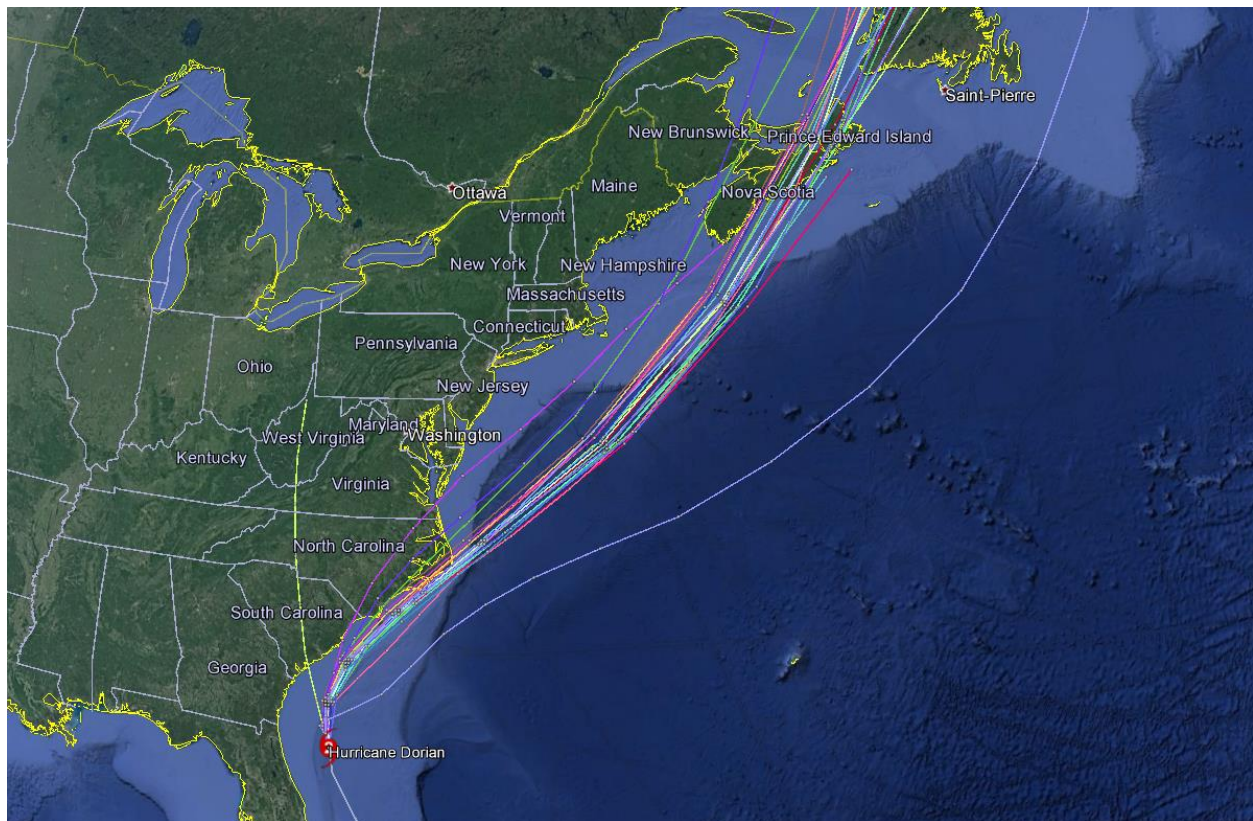 Saint-Pierre
New Brunswick
Prince Edward Island
Ottawa
Maine
Nova Scotia
Vermont
New York
New Hampshire
Massachusetts
Connecticut
Pennsylvania
Ohio
New Jersey
Maryland
West Virginia
Washington
Kentucky
Virginia
North Carolina
South Carolina
Georgia
Hurricane Dorian